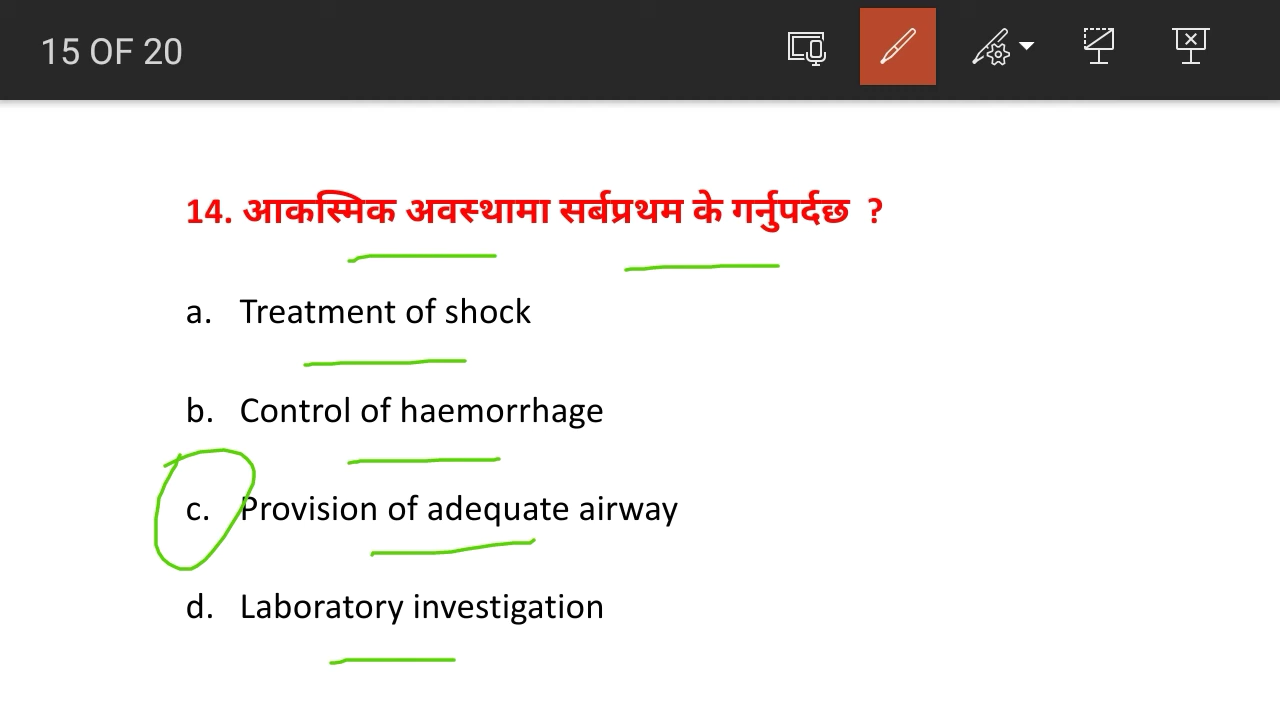 15 OF 20
14. आकस्मिक अवस्थामा सर्बप्रथम के गर्नुपर्दछ ?
a. Treatment of shock
b. Control of haemorrhage
c. Provision of adequate airway
d. Laboratory investigation